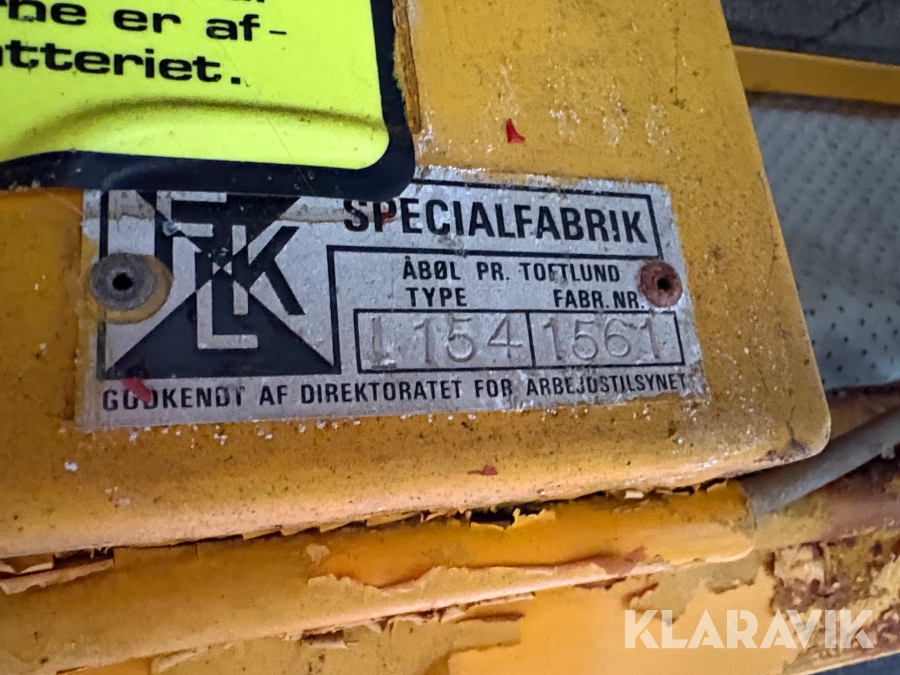 rne er af-
atteriet.
FLK
SPECIALFABRIK
ÅBØL PR. TOFTLUND
TYPE FABR.NR.
L 154 1561
GODKENDT AF DIREKTORATET FOR ARBEJDSTILSYNET
KLARAVIK